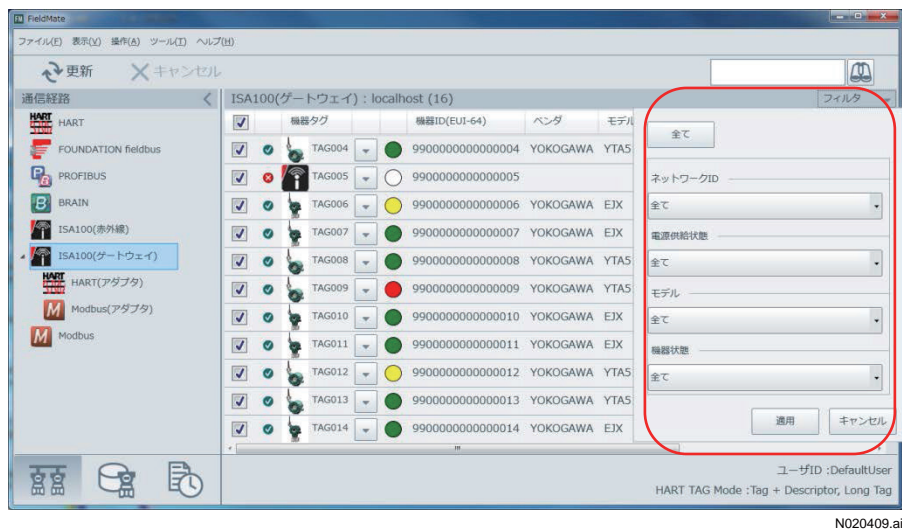 FieldMate
ファイル(F) 表示(V) 操作(A) ツール(T) ヘルプ(H)
更新 キャンセル
通信経路
HART
FOUNDATION fieldbus
PROFIBUS
BRAIN
ISA100(赤外線)
ISA100(ゲートウェイ)
HART(アダプタ)
Modbus(アダプタ)
Modbus
ISA100(ゲートウェイ) : localhost (16) フィルタ
機器タグ 機器ID(EUI-64) ベンダ モデル
TAG004 9900000000000004 YOKOGAWA YTA5
TAG005 9900000000000005
TAG006 9900000000000006 YOKOGAWA EJX
TAG007 9900000000000007 YOKOGAWA EJX
TAG008 9900000000000008 YOKOGAWA YTA5
TAG009 9900000000000009 YOKOGAWA YTA5
TAG010 9900000000000010 YOKOGAWA EJX
TAG011 9900000000000011 YOKOGAWA EJX
TAG012 9900000000000012 YOKOGAWA YTA5
TAG013 9900000000000013 YOKOGAWA YTA5
TAG014 9900000000000014 YOKOGAWA EJX
全て
ネットワークID
全て
電源供給状態
全て
モデル
全て
機器状態
全て
適用 キャンセル
ユーザID :DefaultUser
HART TAG Mode :Tag + Descriptor, Long Tag
N020409.ai